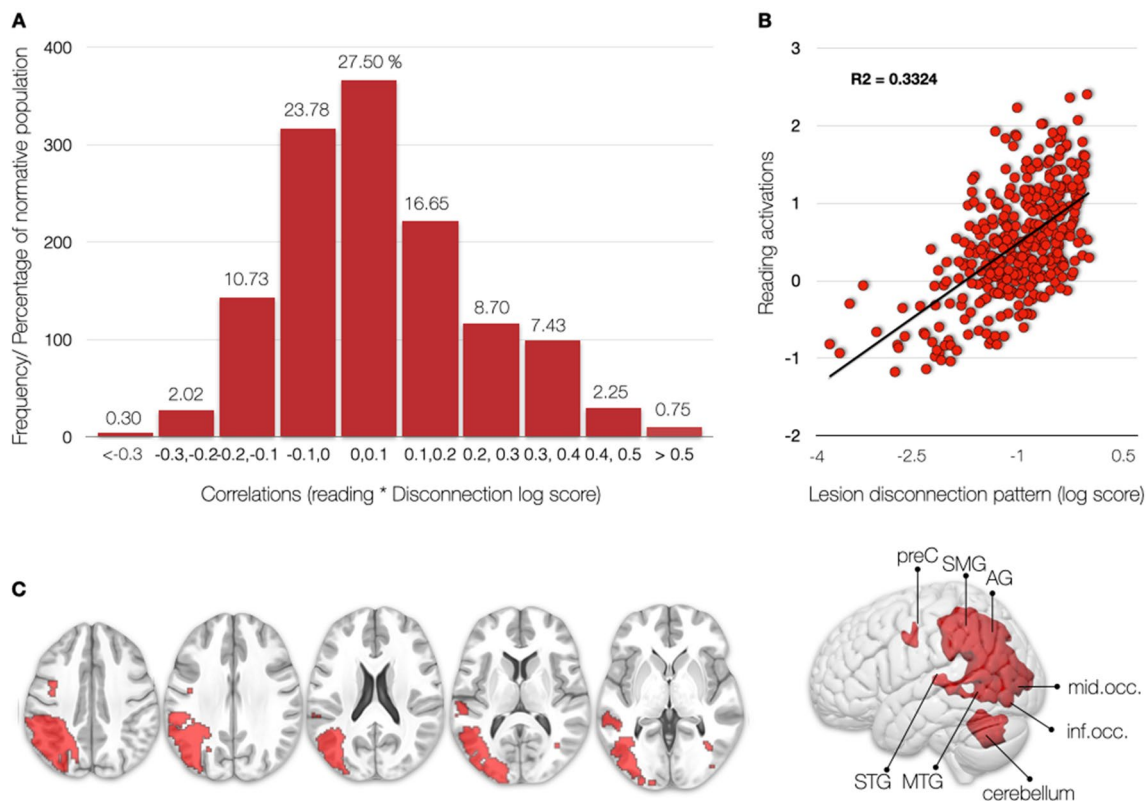 A
Frequency/ Percentage of normative population
400
300
200
100
0
0.30
2.02
10.73
23.78
27.50 %
16.65
8.70
7.43
2.25
0.75
<-0.3
-0.3,-0.2
-0.2,-0.1
-0.1,0
0,0.1
0.1,0.2
0.2, 0.3
0.3, 0.4
0.4, 0.5
> 0.5
Correlations (reading * Disconnection log score)
B
Reading activations
3
2
1
0
-1
-2
R2 = 0.3324
-4
-2.5
-1
0.5
Lesion disconnection pattern (log score)
C
preC
SMG
AG
mid.occ.
inf.occ.
STG
MTG
cerebellum